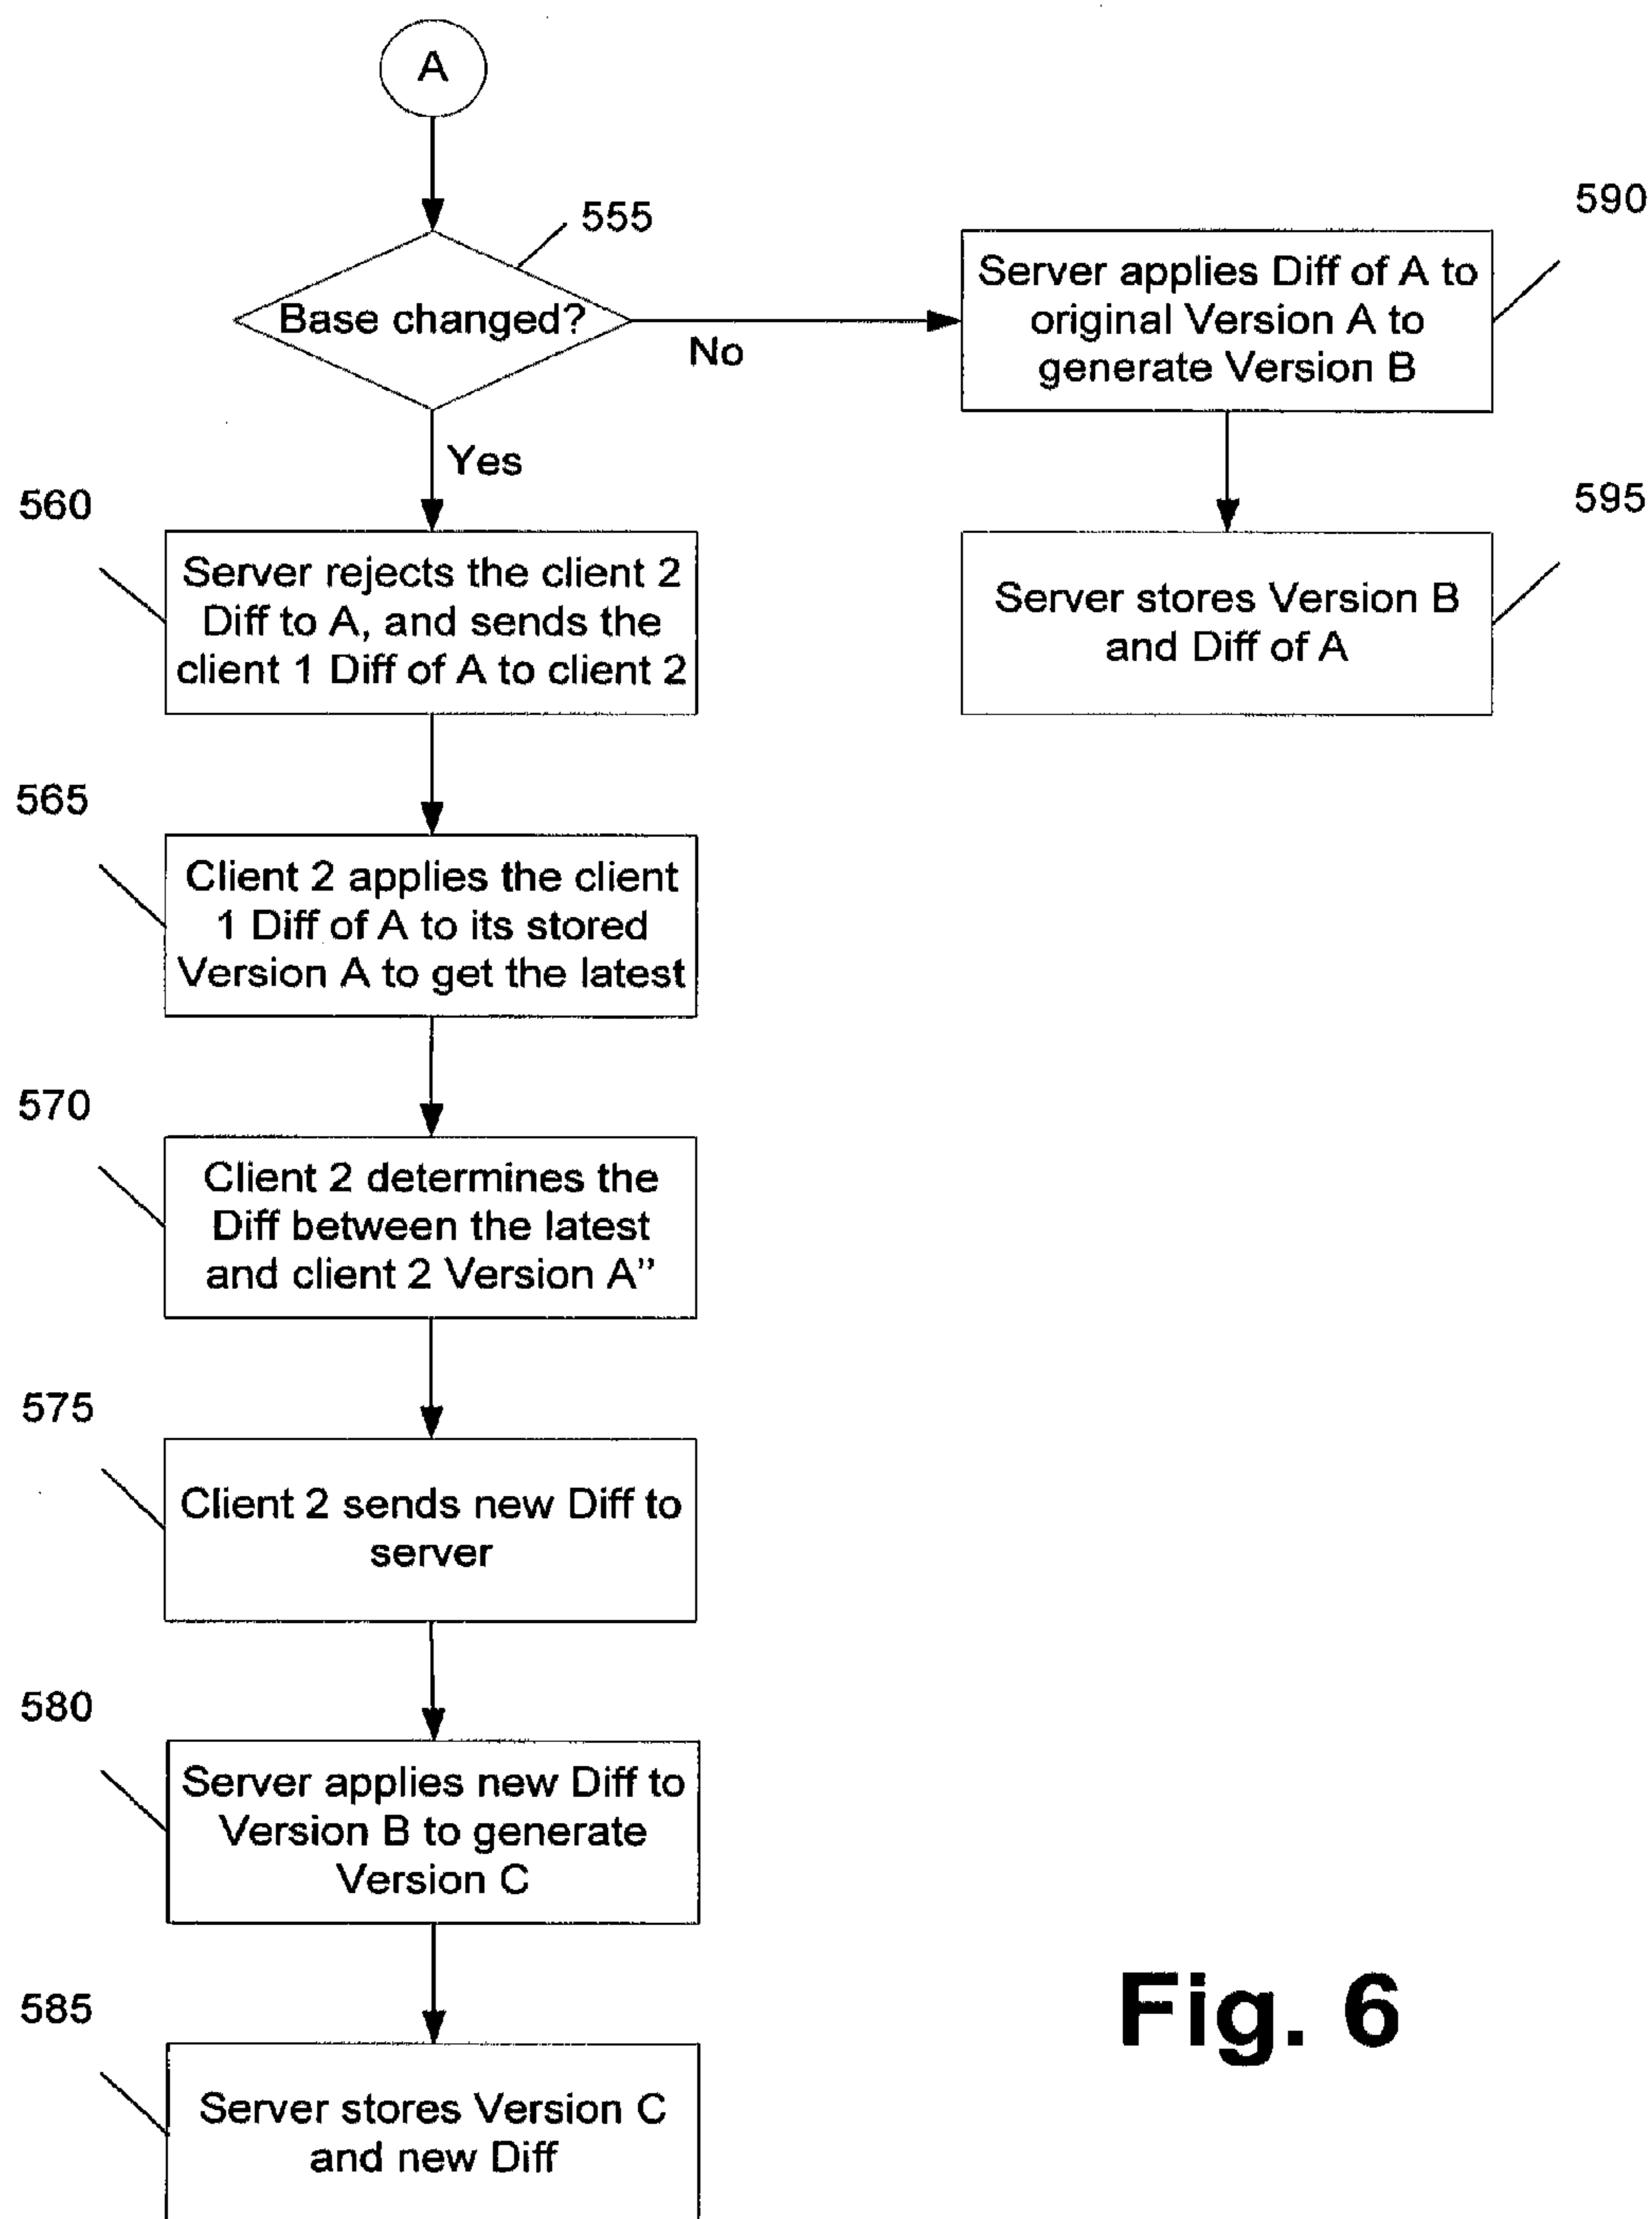 A
555
Base changed?
No
Yes
590
Server applies Diff of A to
original Version A to
generate Version B
595
Server stores Version B
and Diff of A
560
Server rejects the client 2
Diff to A, and sends the
client 1 Diff of A to client 2
565
Client 2 applies the client
1 Diff of A to its stored
Version A to get the latest
570
Client 2 determines the
Diff between the latest
and client 2 Version A”
575
Client 2 sends new Diff to
server
580
Server applies new Diff to
Version B to generate
Version C
585
Server stores Version C
and new Diff
Fig. 6